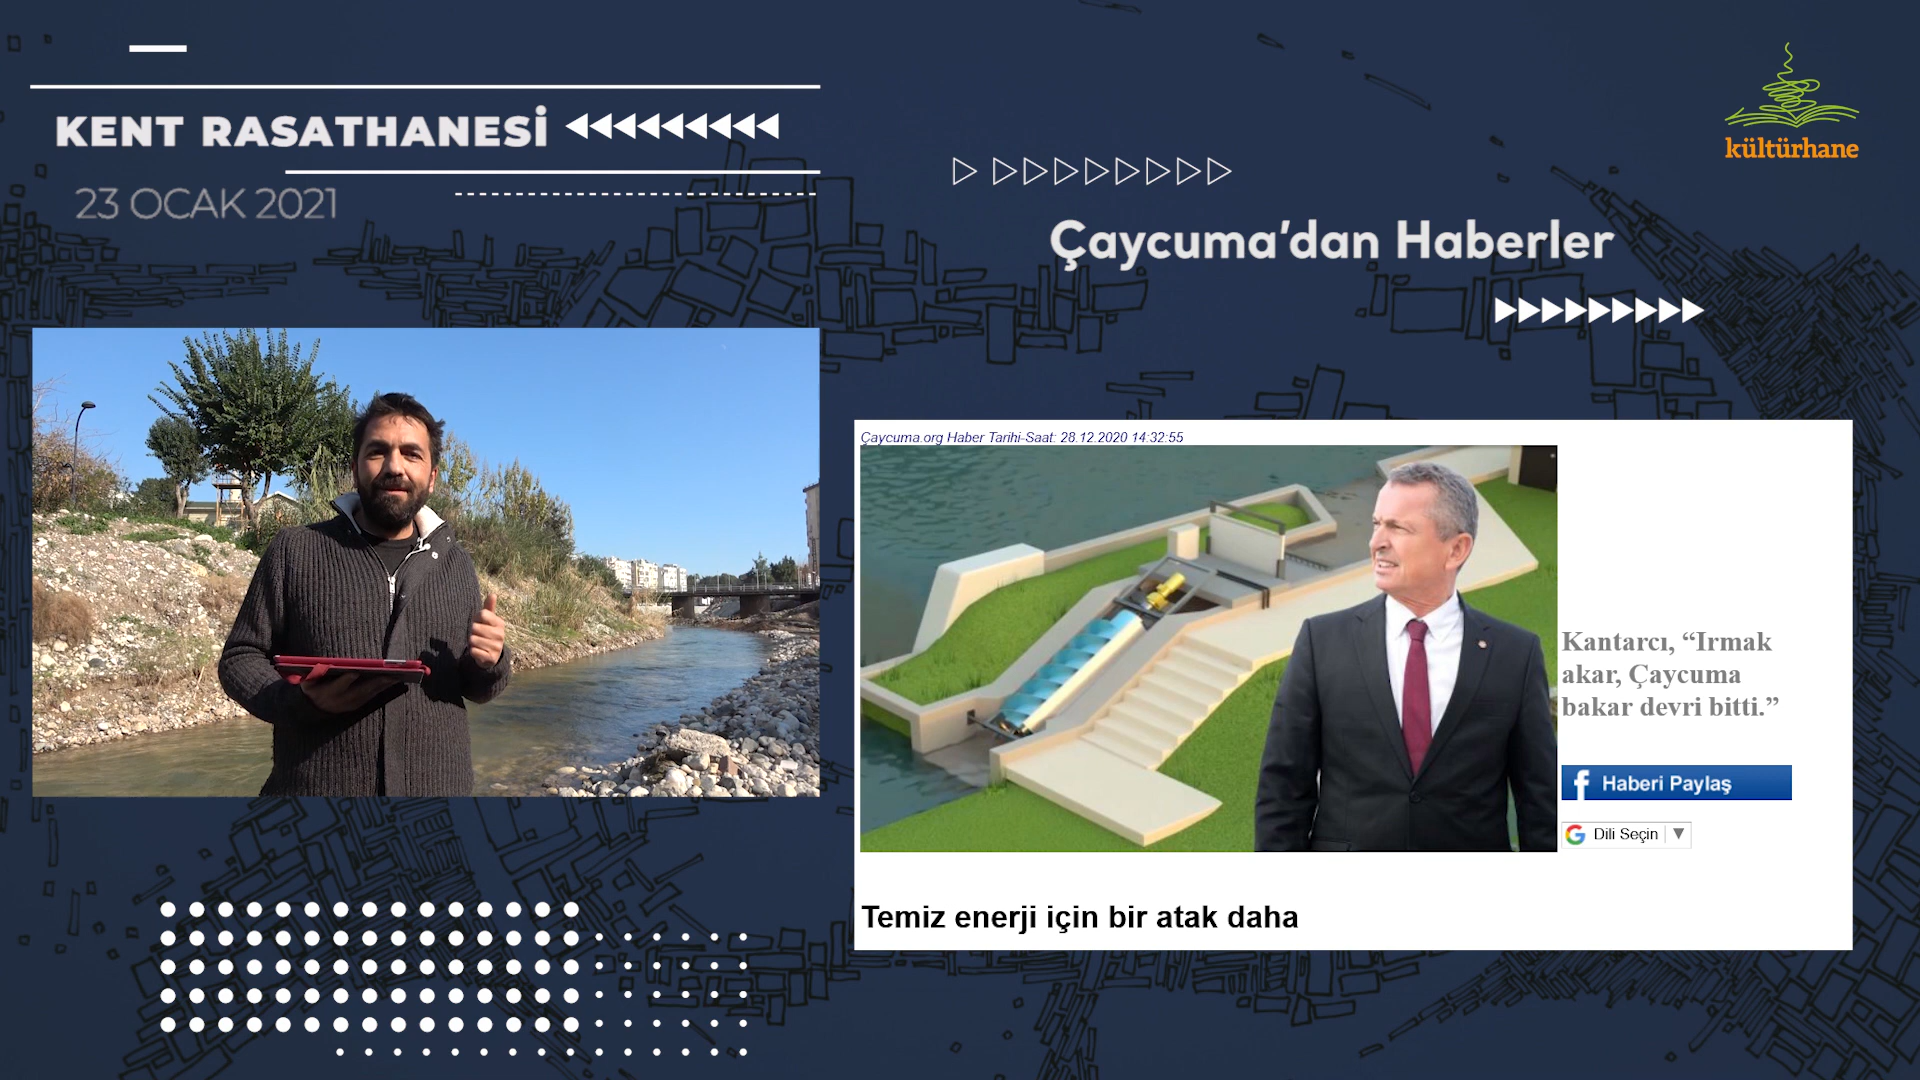 KENT RASATHANESİ
23 OCAK 2021
kültürhane
Çaycuma'dan Haberler
Çaycuma.org Haber Tarihi-Saat: 28.12.2020 14:32:55
Kantarcı, “Irmak
akar, Çaycuma
bakar devri bitti.”
f Haberi Paylaş
G Dili Seçin
Temiz enerji için bir atak daha